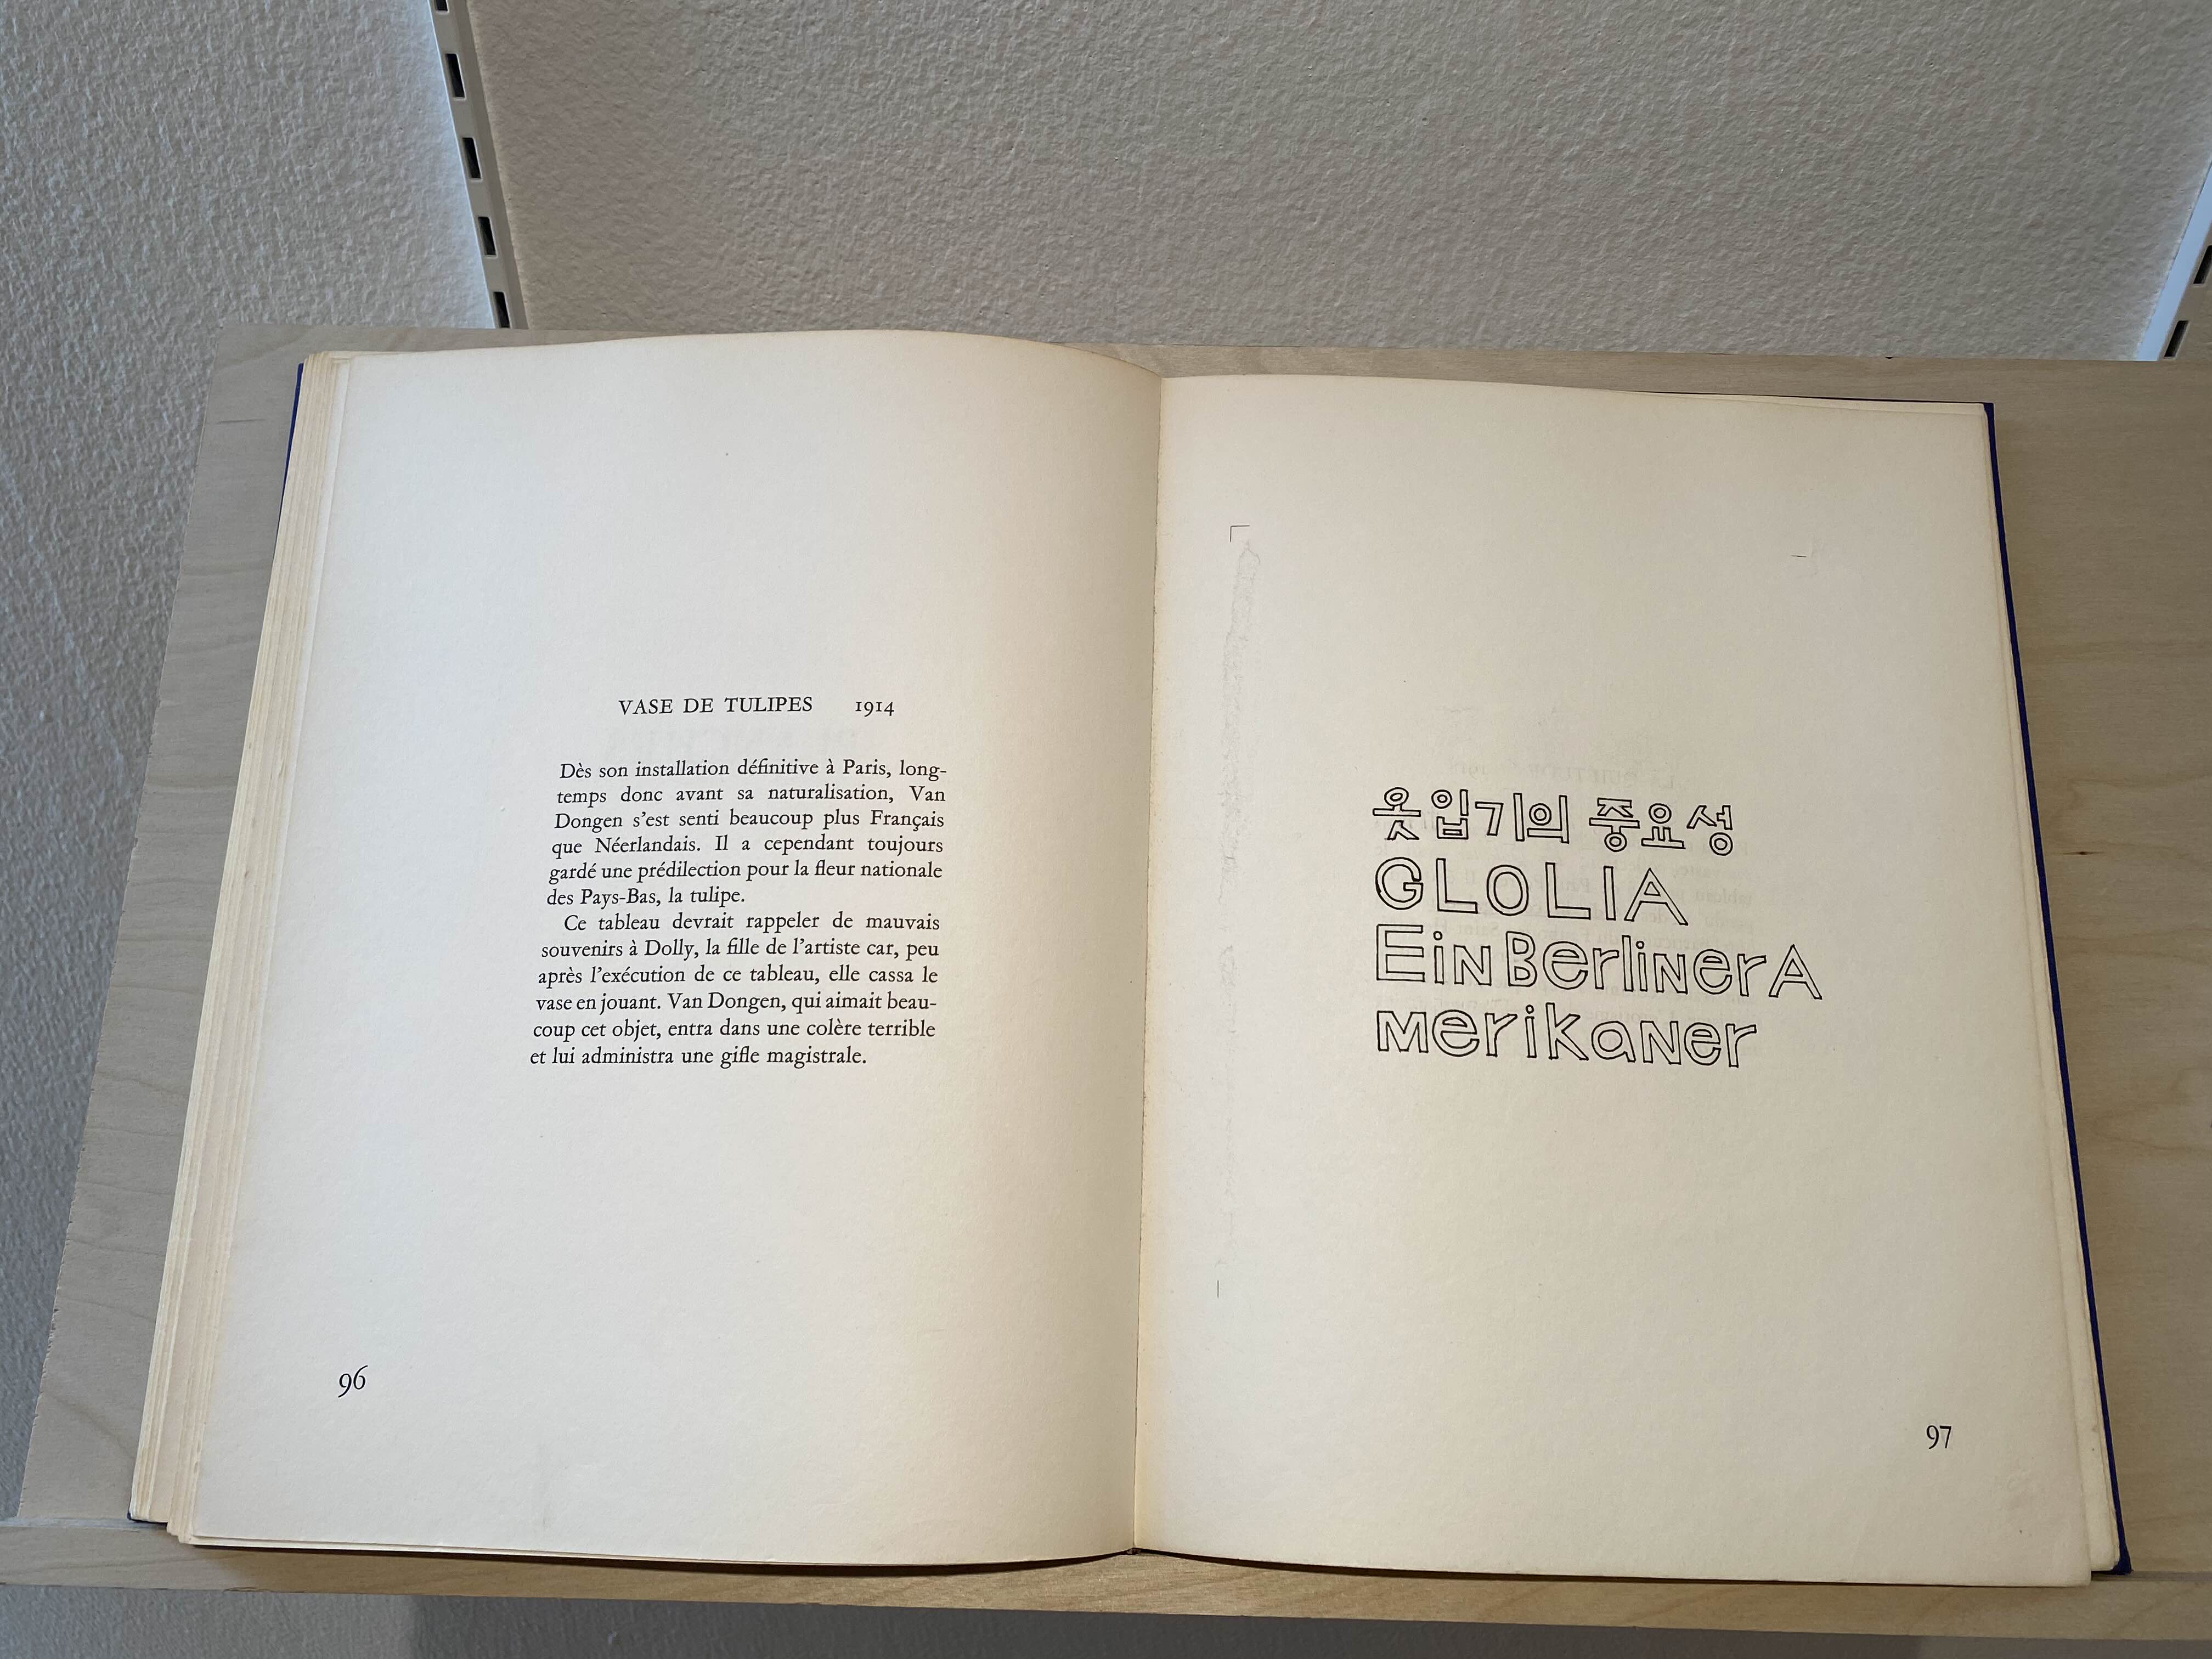 VASE DE TULIPES 1914
Dès son installation définitive à Paris, long-
temps donc avant sa naturalisation, Van
Dongen s'est senti beaucoup plus Français
que Néerlandais. Il a cependant toujours
gardé une prédilection pour la fleur nationale
des Pays-Bas, la tulipe.
Ce tableau devrait rappeler de mauvais
souvenirs à Dolly, la fille de l'artiste car, peu
après l'exécution de ce tableau, elle cassa le
vase en jouant. Van Dongen, qui aimait beau-
coup cet objet, entra dans une colère terrible
et lui administra une gifle magistrale.
96
옷입기의 중요성
GLOLIA
EiNBerliNerA
MerikaNer
97